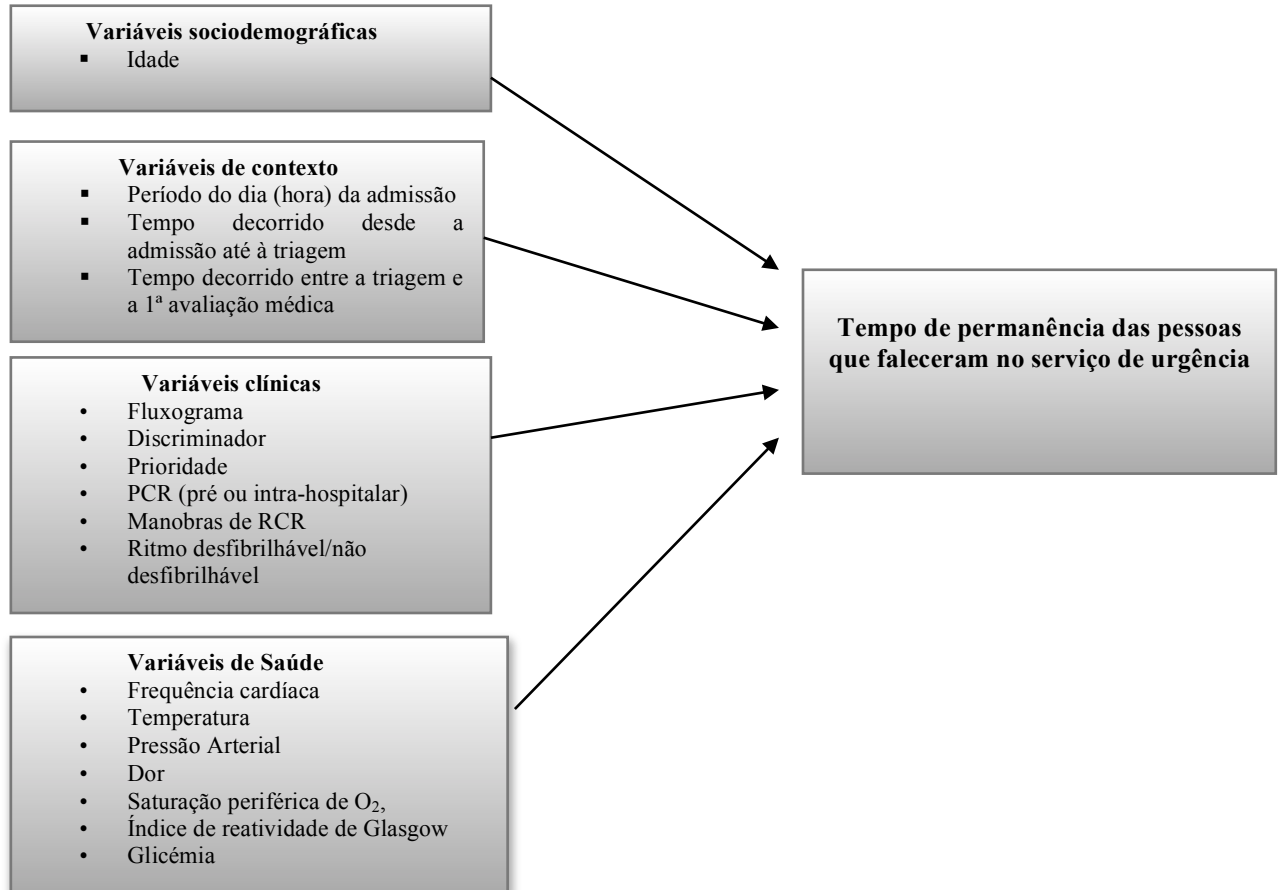 Variáveis sociodemográficas
▪ Idade
Variáveis de contexto
▪ Período do dia (hora) da admissão
▪ Tempo decorrido desde a
admissão até à triagem
▪ Tempo decorrido entre a triagem e
a 1ª avaliação médica
Variáveis clínicas
• Fluxograma
• Discriminador
• Prioridade
• PCR (pré ou intra-hospitalar)
• Manobras de RCR
• Ritmo desfibrilhável/não
desfibrilhável
Variáveis de Saúde
• Frequência cardíaca
• Temperatura
• Pressão Arterial
• Dor
• Saturação periférica de O₂,
• Índice de reatividade de Glasgow
• Glicémia
Tempo de permanência das pessoas
que faleceram no serviço de urgência